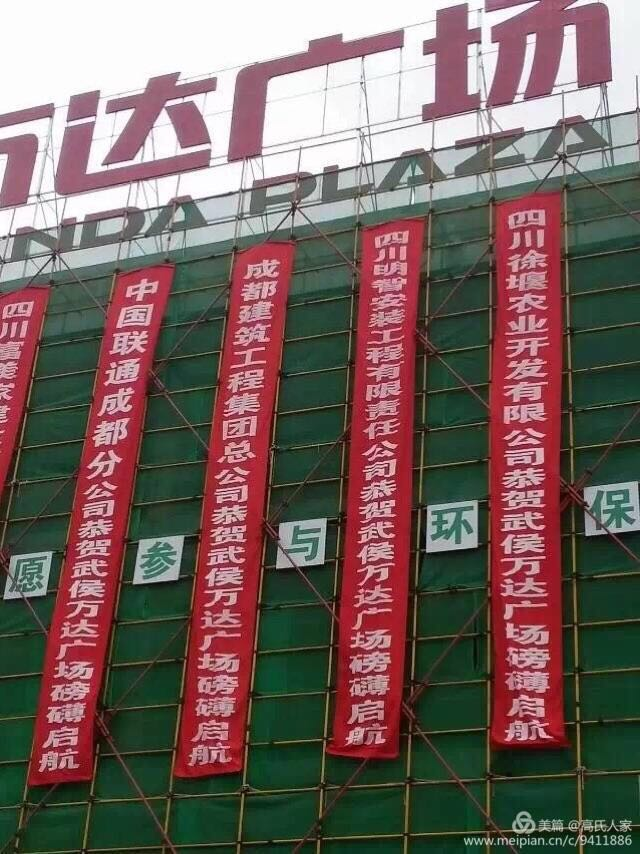 万达广场
WANDA PLAZA
四川
中国联通成都分公司恭贺武侯万达广场磅礴启航
成都建筑工程集团总公司恭贺武侯万达广场磅礴启航
四川明智安装工程有限责任公司恭贺武侯万达广场磅礴启航
四川徐堰农业开发有限公司恭贺武侯万达广场磅礴启航
愿参与环保
美篇 @高氏人家
www.meipian.cn/c/9411886